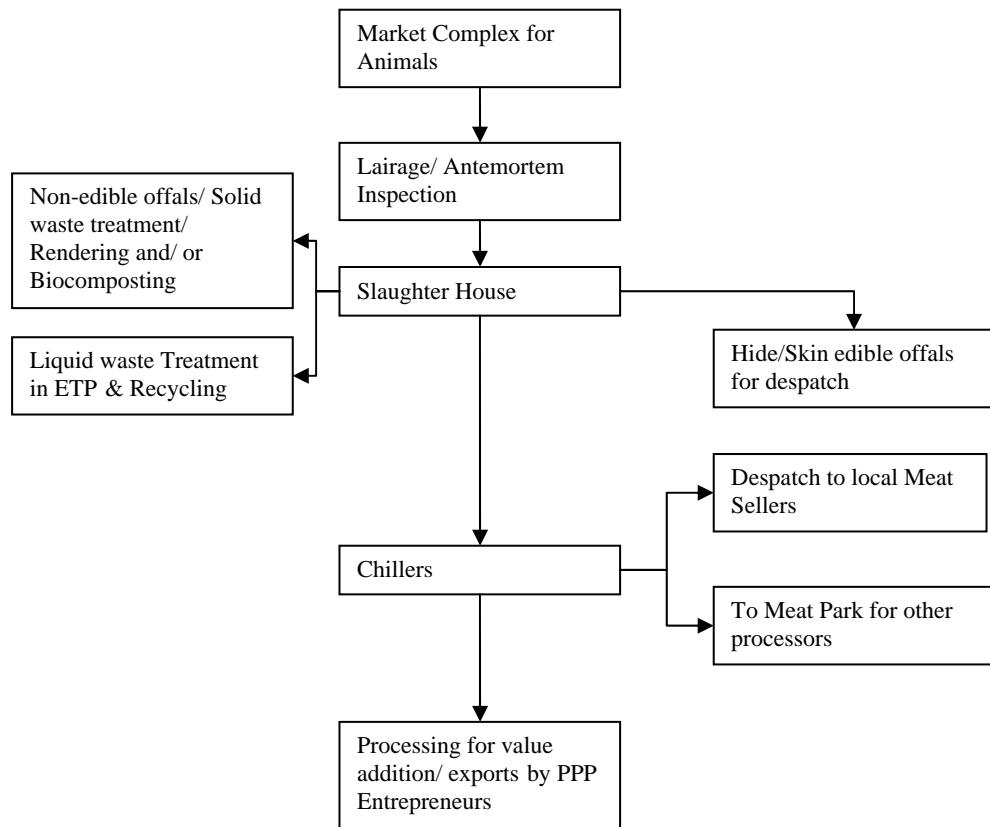 Market Complex for
Animals
Lairage/ Antemortem
Inspection
Non-edible offals/ Solid
waste treatment/
Rendering and/ or
Biocomposting
Slaughter House
Liquid waste Treatment
in ETP & Recycling
Hide/Skin edible offals
for despatch
Despatch to local Meat
Sellers
Chillers
To Meat Park for other
processors
Processing for value
addition/ exports by PPP
Entrepreneurs